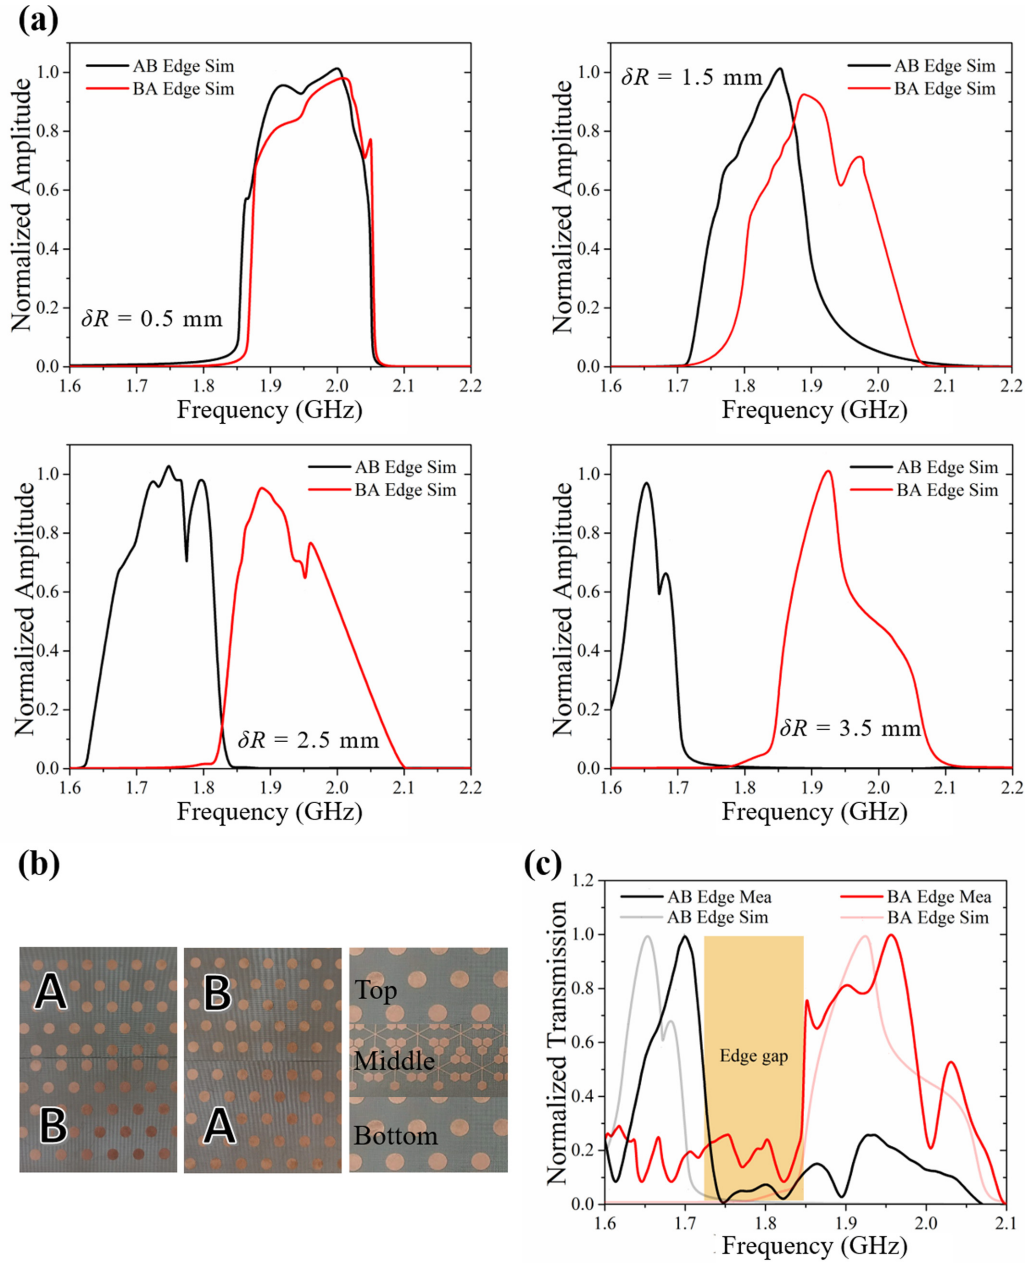 (a)
AB Edge Sim
BA Edge Sim
δR = 0.5 mm
Normalized Amplitude
1.0
0.8
0.6
0.4
0.2
0.0
1.6 1.7 1.8 1.9 2.0 2.1 2.2
Frequency (GHz)
AB Edge Sim
BA Edge Sim
δR = 1.5 mm
Normalized Amplitude
1.0
0.8
0.6
0.4
0.2
0.0
1.6 1.7 1.8 1.9 2.0 2.1 2.2
Frequency (GHz)
AB Edge Sim
BA Edge Sim
δR = 2.5 mm
Normalized Amplitude
1.0
0.8
0.6
0.4
0.2
0.0
1.6 1.7 1.8 1.9 2.0 2.1 2.2
Frequency (GHz)
AB Edge Sim
BA Edge Sim
δR = 3.5 mm
Normalized Amplitude
1.0
0.8
0.6
0.4
0.2
0.0
1.6 1.7 1.8 1.9 2.0 2.1 2.2
Frequency (GHz)
(b)
A
B
B
A
Top
Middle
Bottom
(c)
AB Edge Mea
AB Edge Sim
BA Edge Mea
BA Edge Sim
Edge gap
Normalized Transmission
1.2
1.0
0.8
0.6
0.4
0.2
0.0
1.6 1.7 1.8 1.9 2.0 2.1
Frequency (GHz)